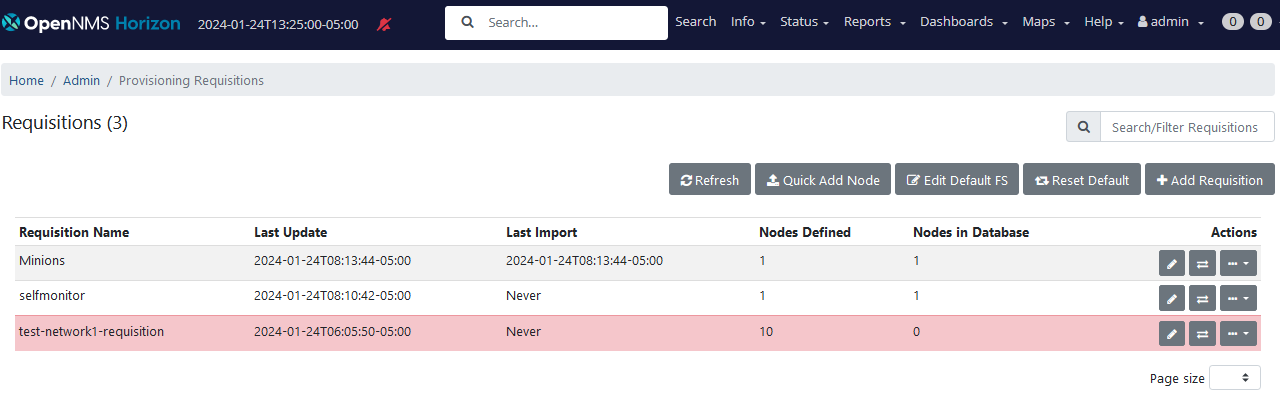 OpenNMS Horizon 2024-01-24T13:25:00-05:00 Search... Search Info Status Reports Dashboards Maps Help admin 0 0
Home / Admin / Provisioning Requisitions
Requisitions (3) Search/Filter Requisitions
Refresh Quick Add Node Edit Default FS Reset Default Add Requisition
Requisition Name Last Update Last Import Nodes Defined Nodes in Database Actions
Minions 2024-01-24T08:13:44-05:00 2024-01-24T08:13:44-05:00 1 1
selfmonitor 2024-01-24T08:10:42-05:00 Never 1 1
test-network1-requisition 2024-01-24T06:05:50-05:00 Never 10 0
Page size